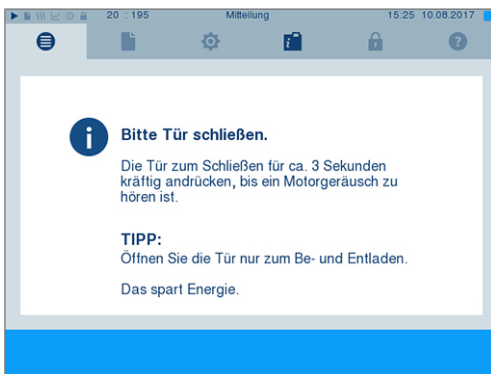 20 : 195 Mitteilung 15:25 10.08.2017
Bitte Tür schließen.
Die Tür zum Schließen für ca. 3 Sekunden
kräftig andrücken, bis ein Motorgeräusch zu
hören ist.
TIPP:
Öffnen Sie die Tür nur zum Be- und Entladen.
Das spart Energie.